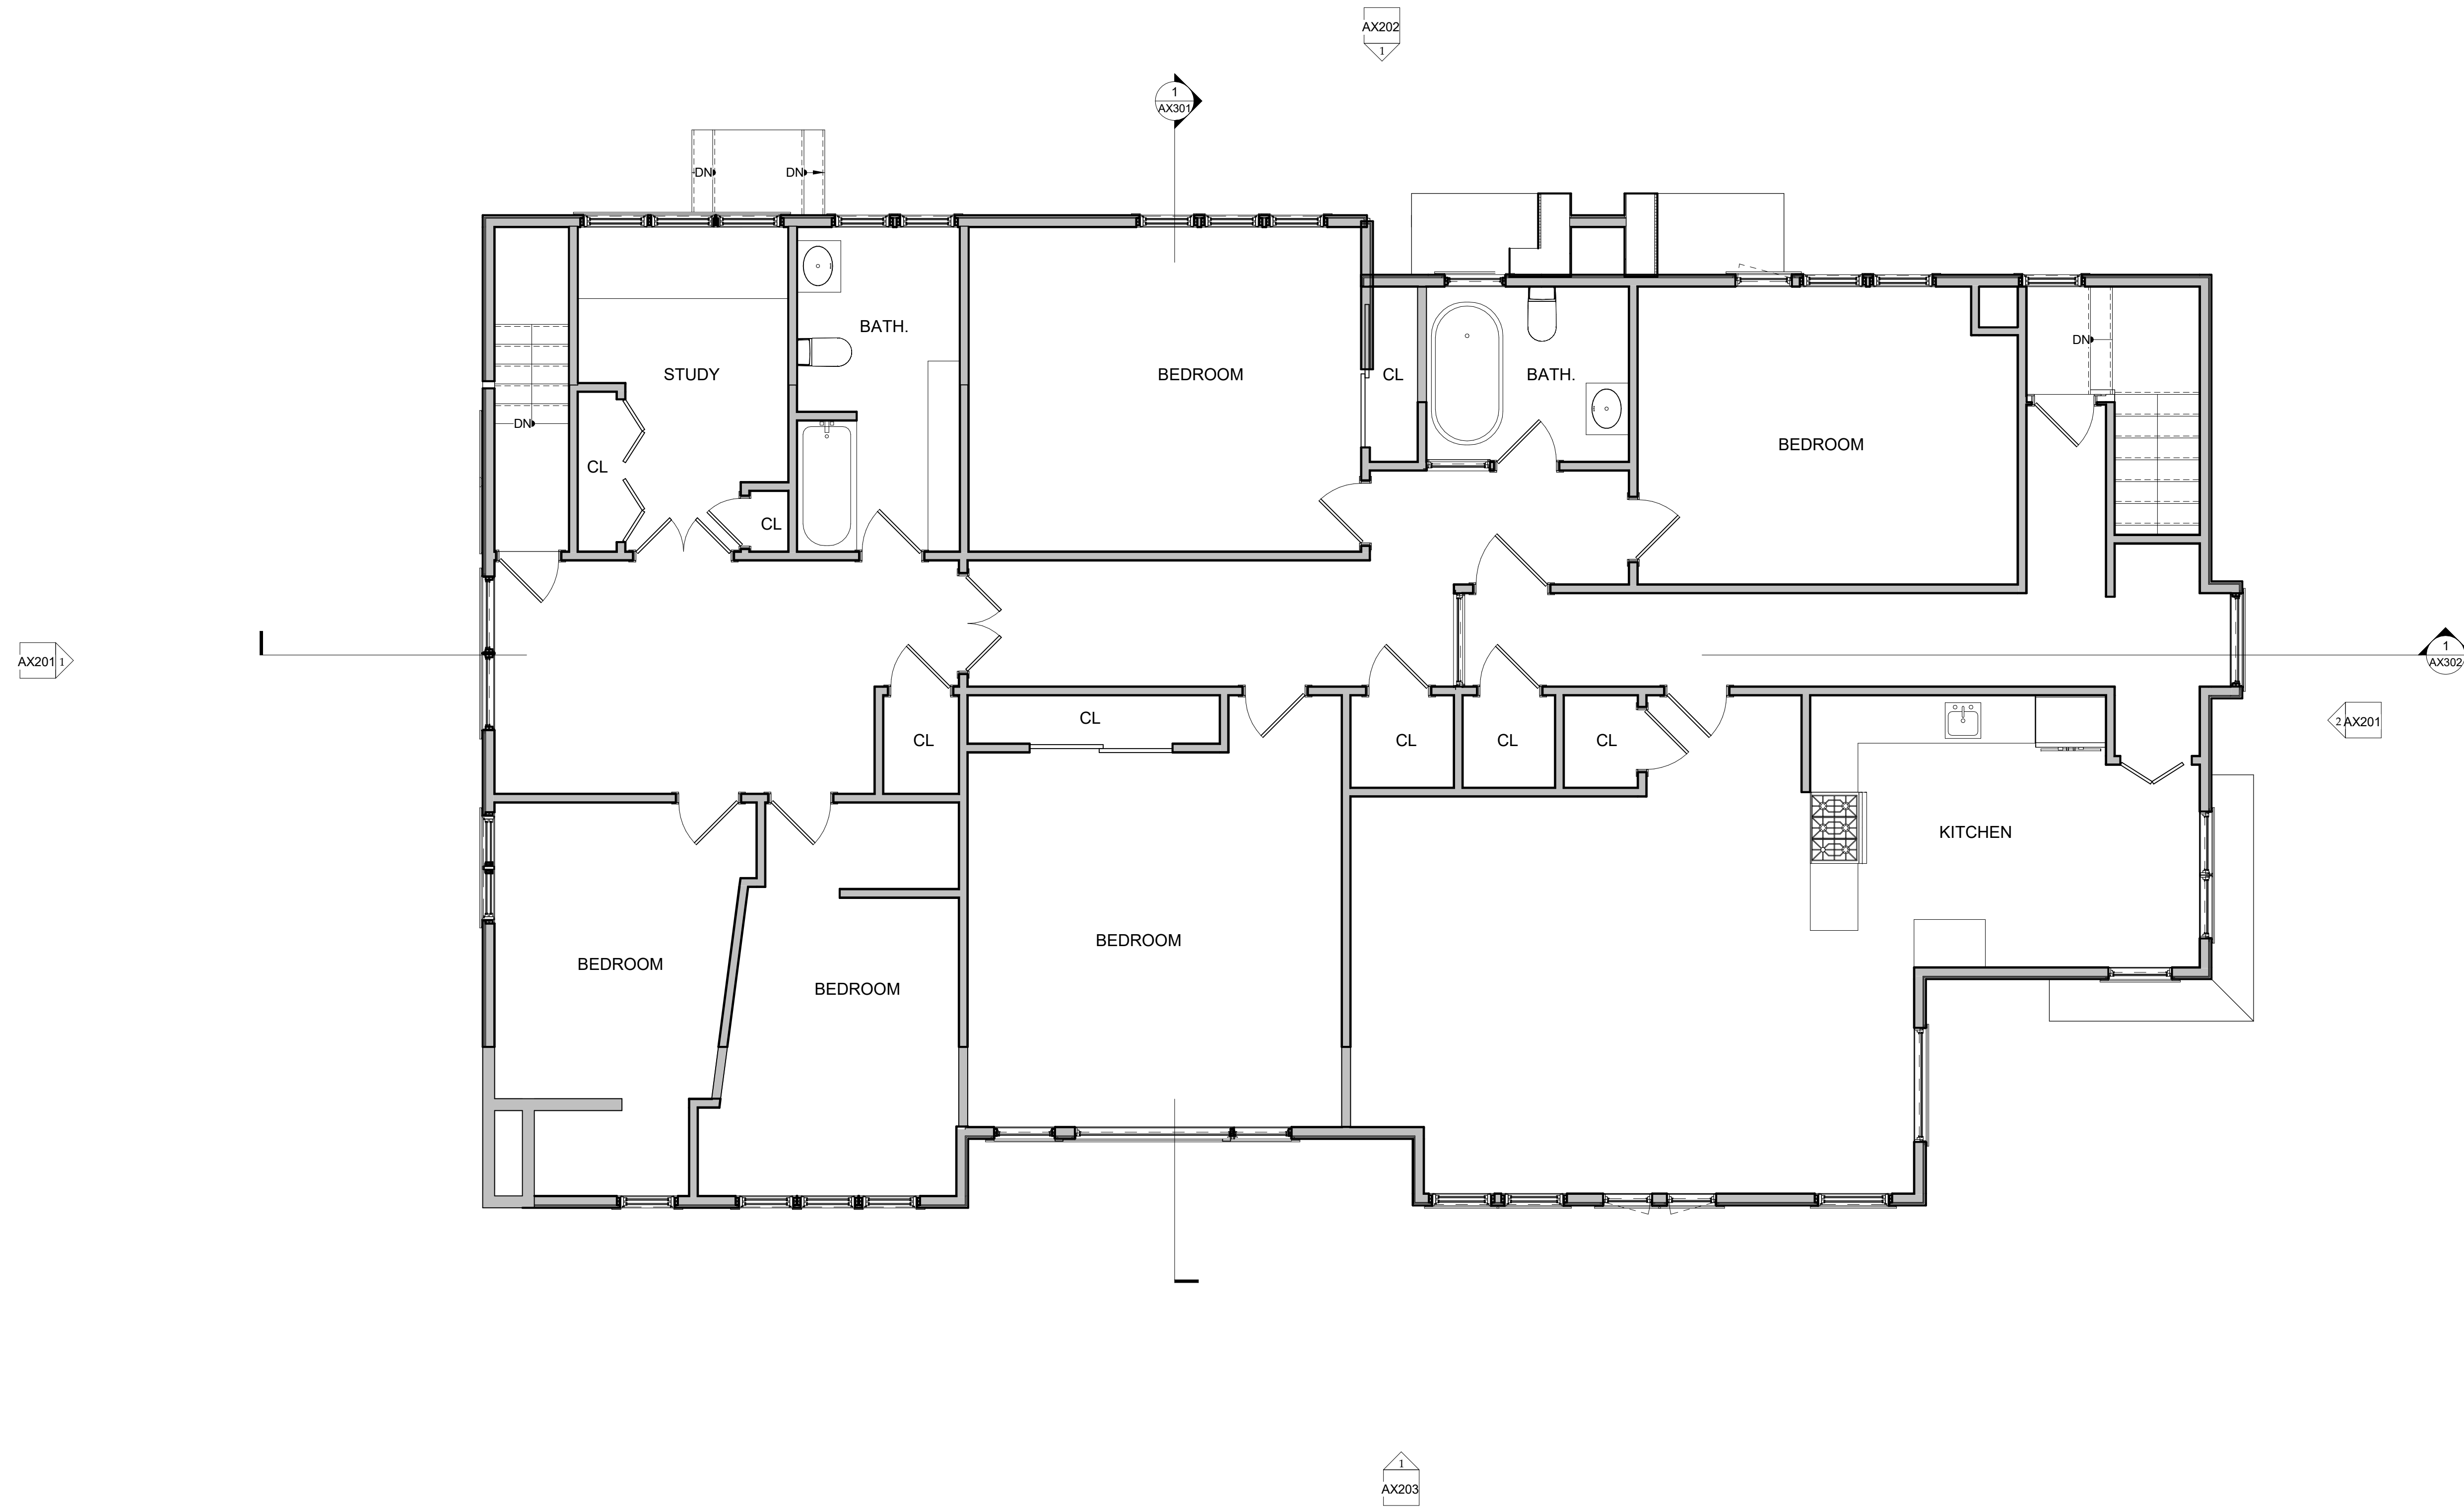 AX202
1
1
AX301
DN
DN
BATH.
STUDY
BEDROOM
CL
BATH.
DN
DN
BEDROOM
CL
CL
AX201 1
1
AX302
CL
CL
CL
CL
CL
2 AX201
KITCHEN
BEDROOM
BEDROOM
BEDROOM
1
AX203